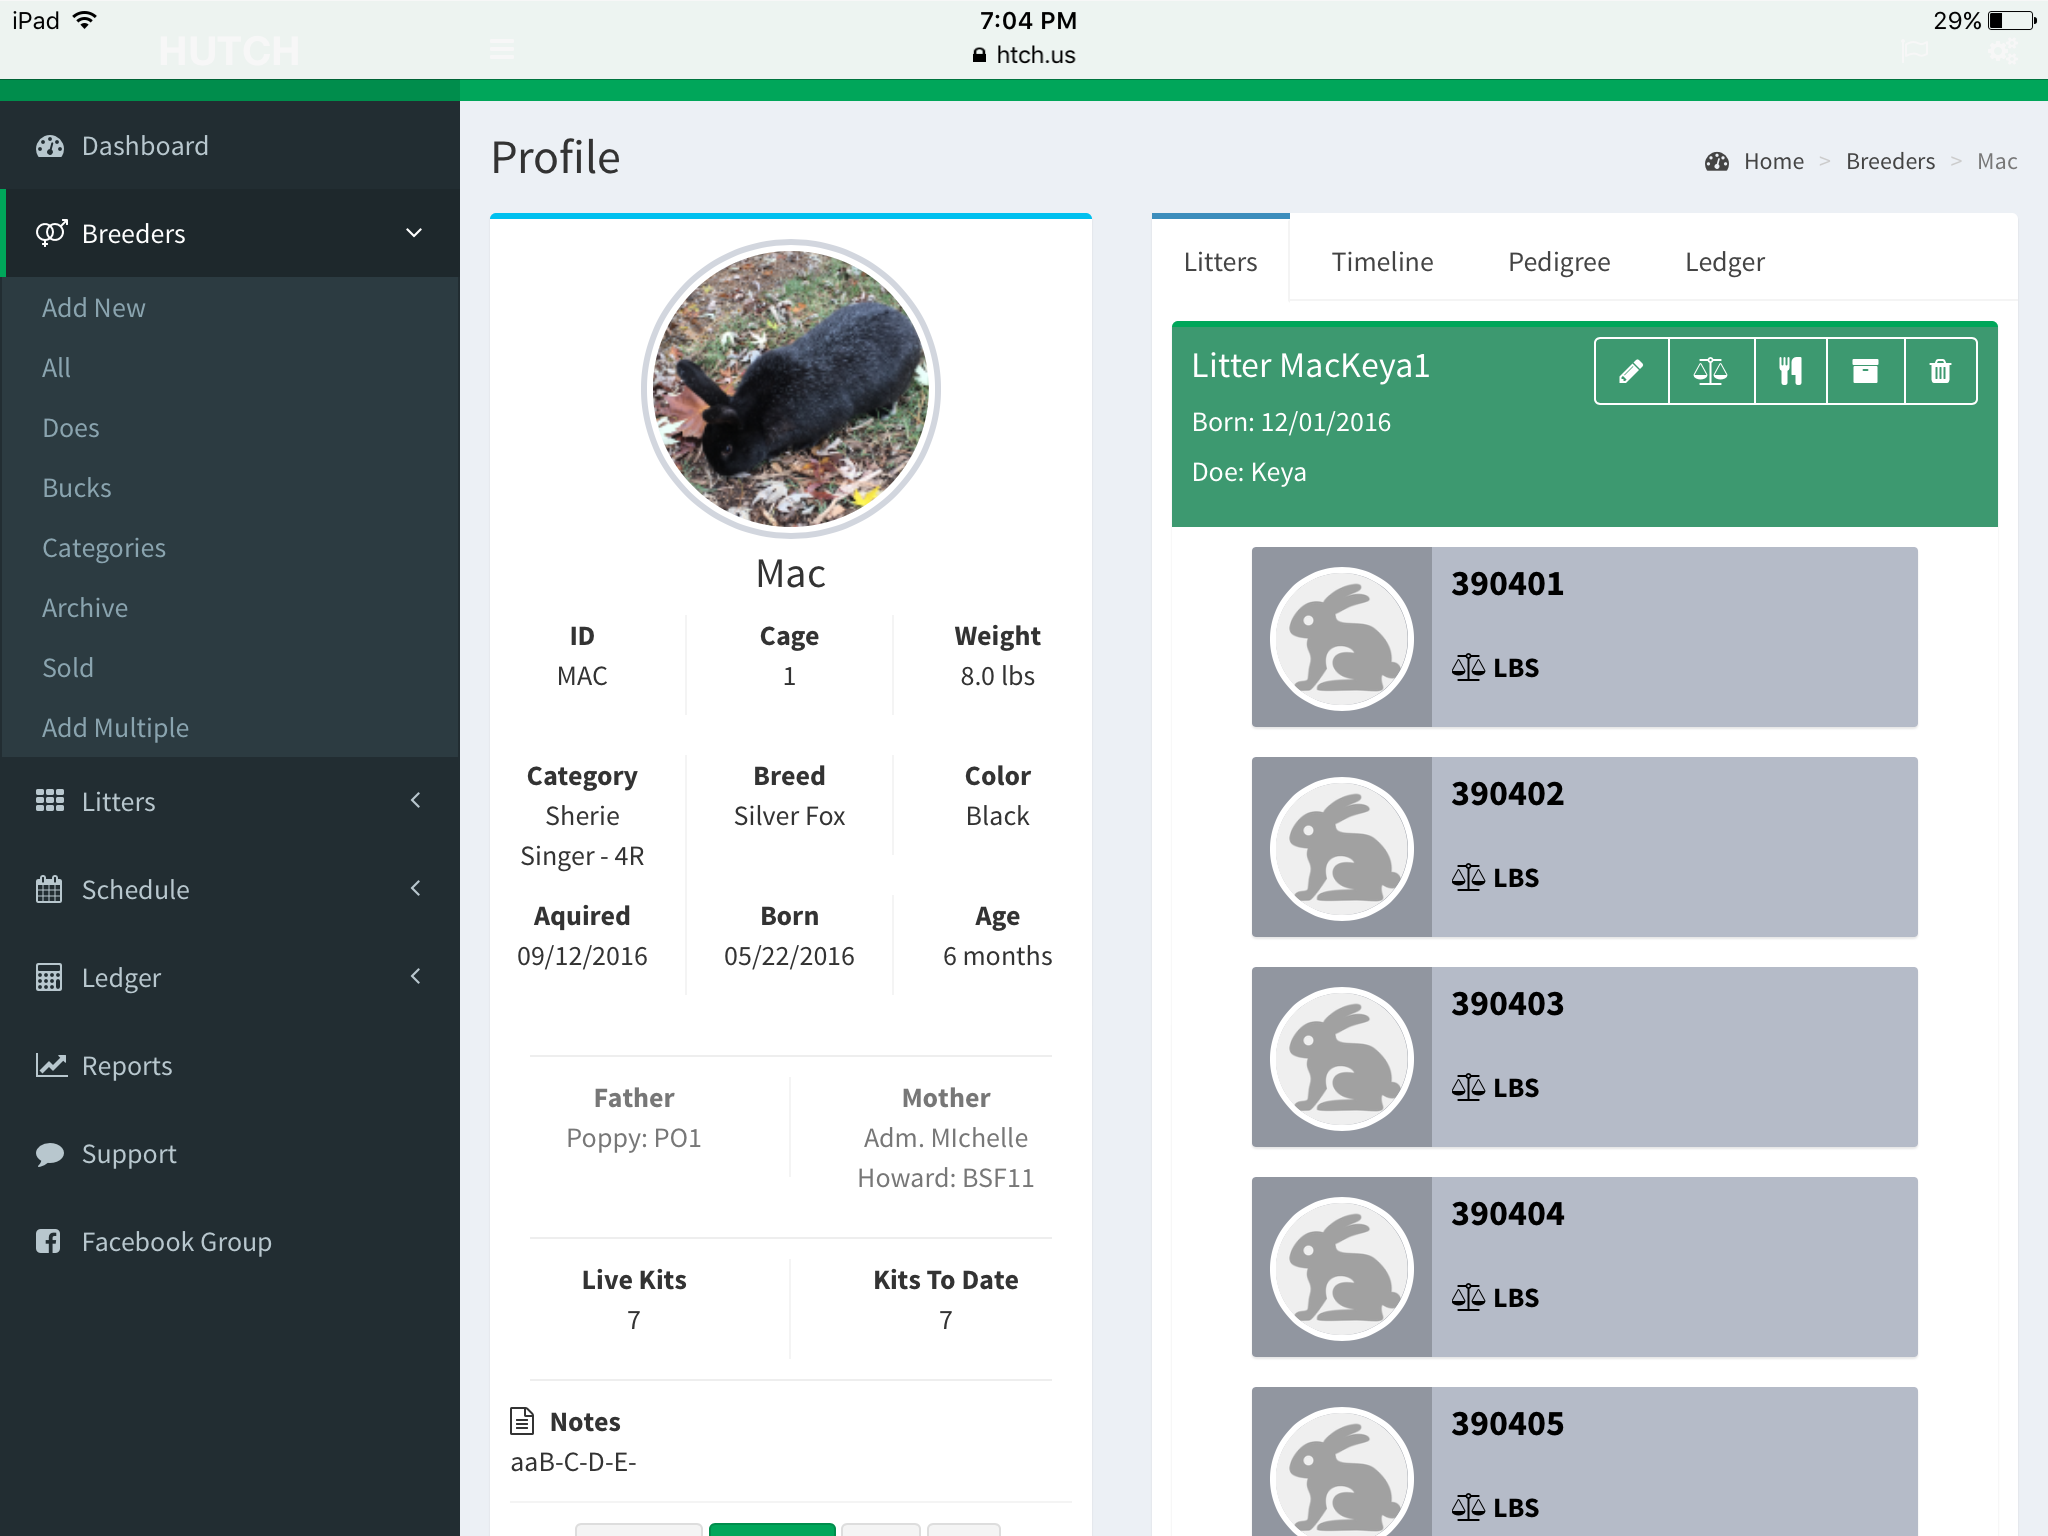 iPad
7:04 PM
29%
HUTCH
htch.us
Dashboard
Breeders
Add New
All
Does
Bucks
Categories
Archive
Sold
Add Multiple
Litters
Schedule
Ledger
Reports
Support
Facebook Group
Profile
Home > Breeders > Mac
Mac
ID
MAC
Cage
1
Weight
8.0 lbs
Category
Sherie
Singer - 4R
Breed
Silver Fox
Color
Black
Aquired
09/12/2016
Born
05/22/2016
Age
6 months
Father
Poppy: PO1
Mother
Adm. MIchelle
Howard: BSF11
Live Kits
7
Kits To Date
7
Notes
aaB-C-D-E-
Litters
Timeline
Pedigree
Ledger
Litter MacKeya1
Born: 12/01/2016
Doe: Keya
390401
LBS
390402
LBS
390403
LBS
390404
LBS
390405
LBS